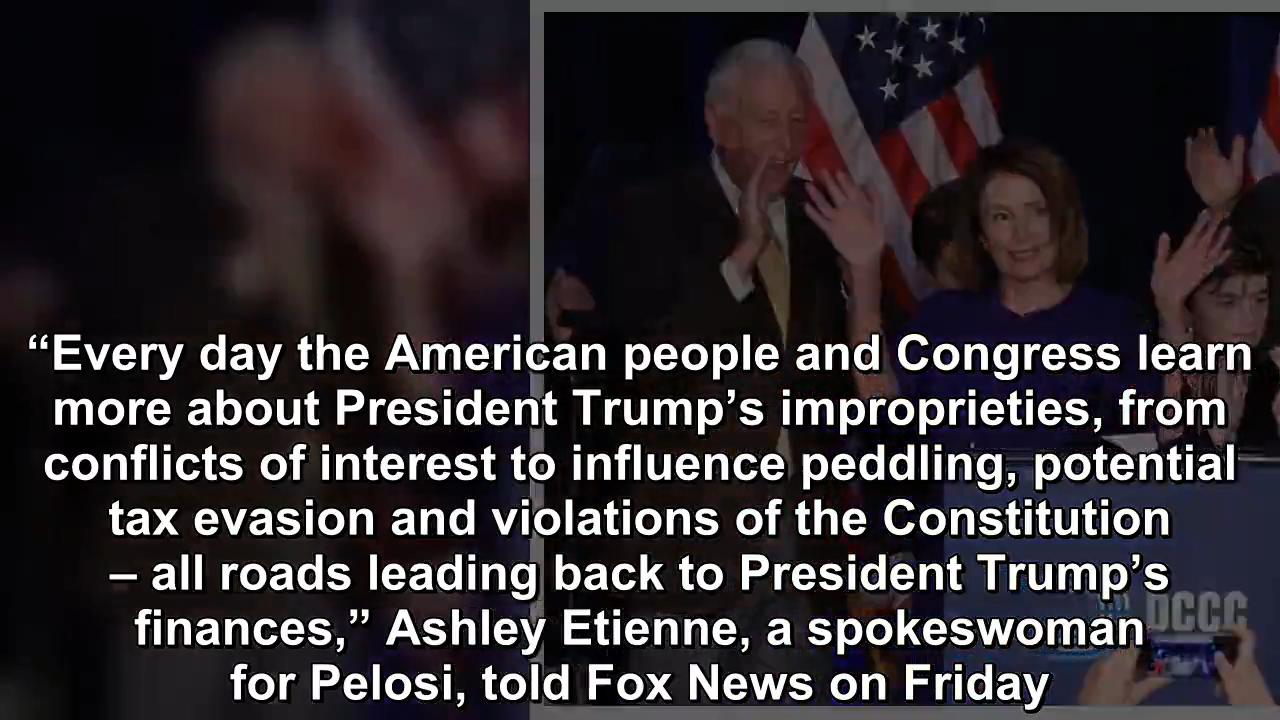 “Every day the American people and Congress learn
more about President Trump’s improprieties, from
conflicts of interest to influence peddling, potential
tax evasion and violations of the Constitution
– all roads leading back to President Trump’s
finances,” Ashley Etienne, a spokeswoman
for Pelosi, told Fox News on Friday
DCCC